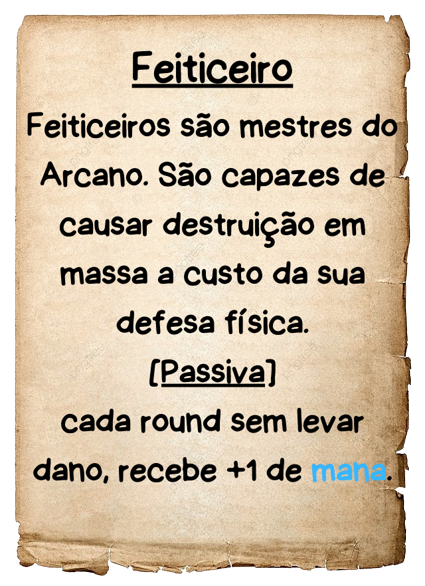 Feiticeiro
Feiticeiros são mestres do
Arcano. São capazes de
causar destruição em
massa a custo da sua
defesa física.
[Passiva]
cada round sem levar
dano, recebe +1 de mana.